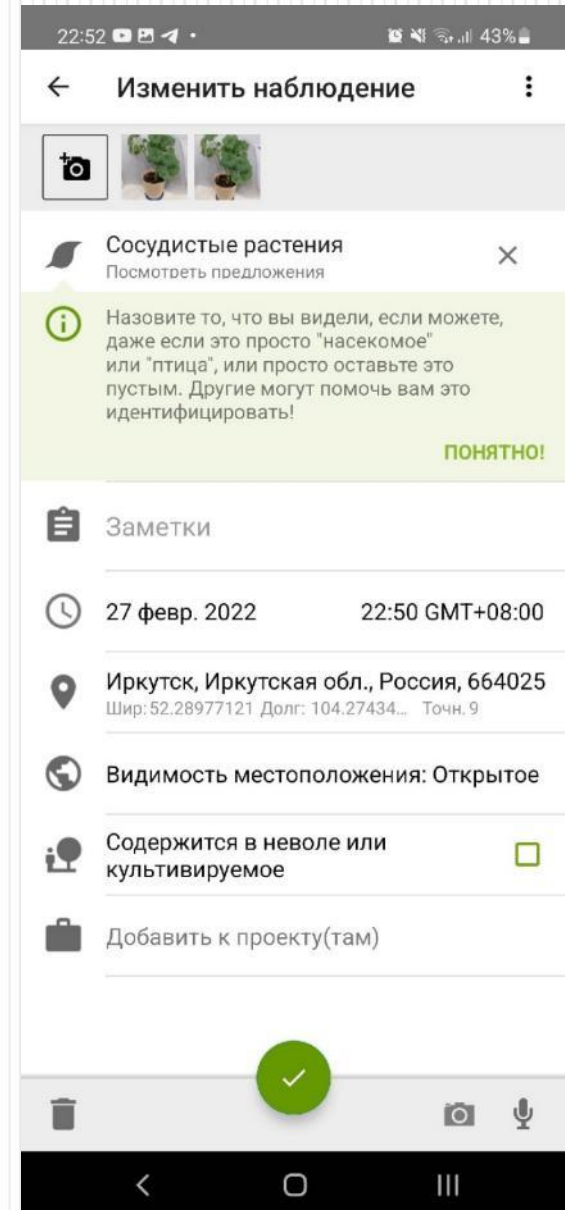 22:52 43%
Изменить наблюдение
Сосудистые растения
Посмотреть предложения
Назовите то, что вы видели, если можете,
даже если это просто "насекомое"
или "птица", или просто оставьте это
пустым. Другие могут помочь вам это
идентифицировать!
ПОНЯТНО!
Заметки
27 февр. 2022 22:50 GMT+08:00
Иркутск, Иркутская обл., Россия, 664025
Шир: 52.28977121 Долг: 104.27434... Точн. 9
Видимость местоположения: Открытое
Содержится в неволе или
культивируемое
Добавить к проекту(там)